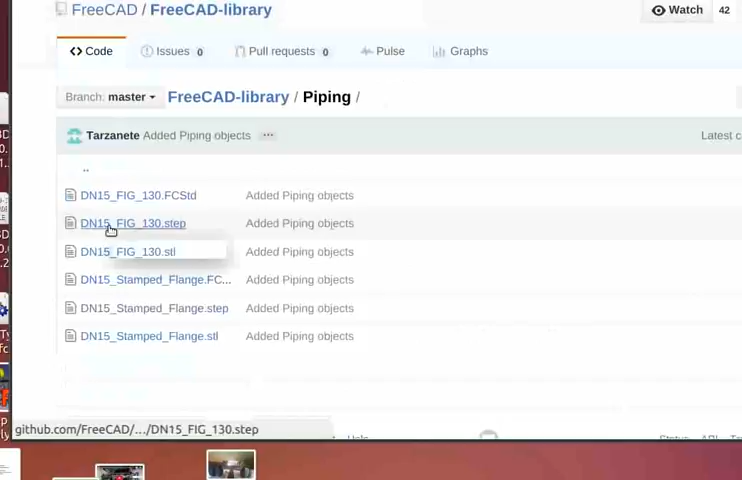 FreeCAD / FreeCAD-library
Watch 42
Code Issues 0 Pull requests 0 Pulse Graphs
Branch: master FreeCAD-library / Piping /
Tarzanete Added Piping objects ... Latest c
..
DN15_FIG_130.FCStd Added Piping objects
DN15_FIG_130.step Added Piping objects
DN15_FIG_130.stl Added Piping objects
DN15_Stamped_Flange.FC... Added Piping objects
DN15_Stamped_Flange.step Added Piping objects
DN15_Stamped_Flange.stl Added Piping objects
github.com/FreeCAD/.../DN15_FIG_130.step